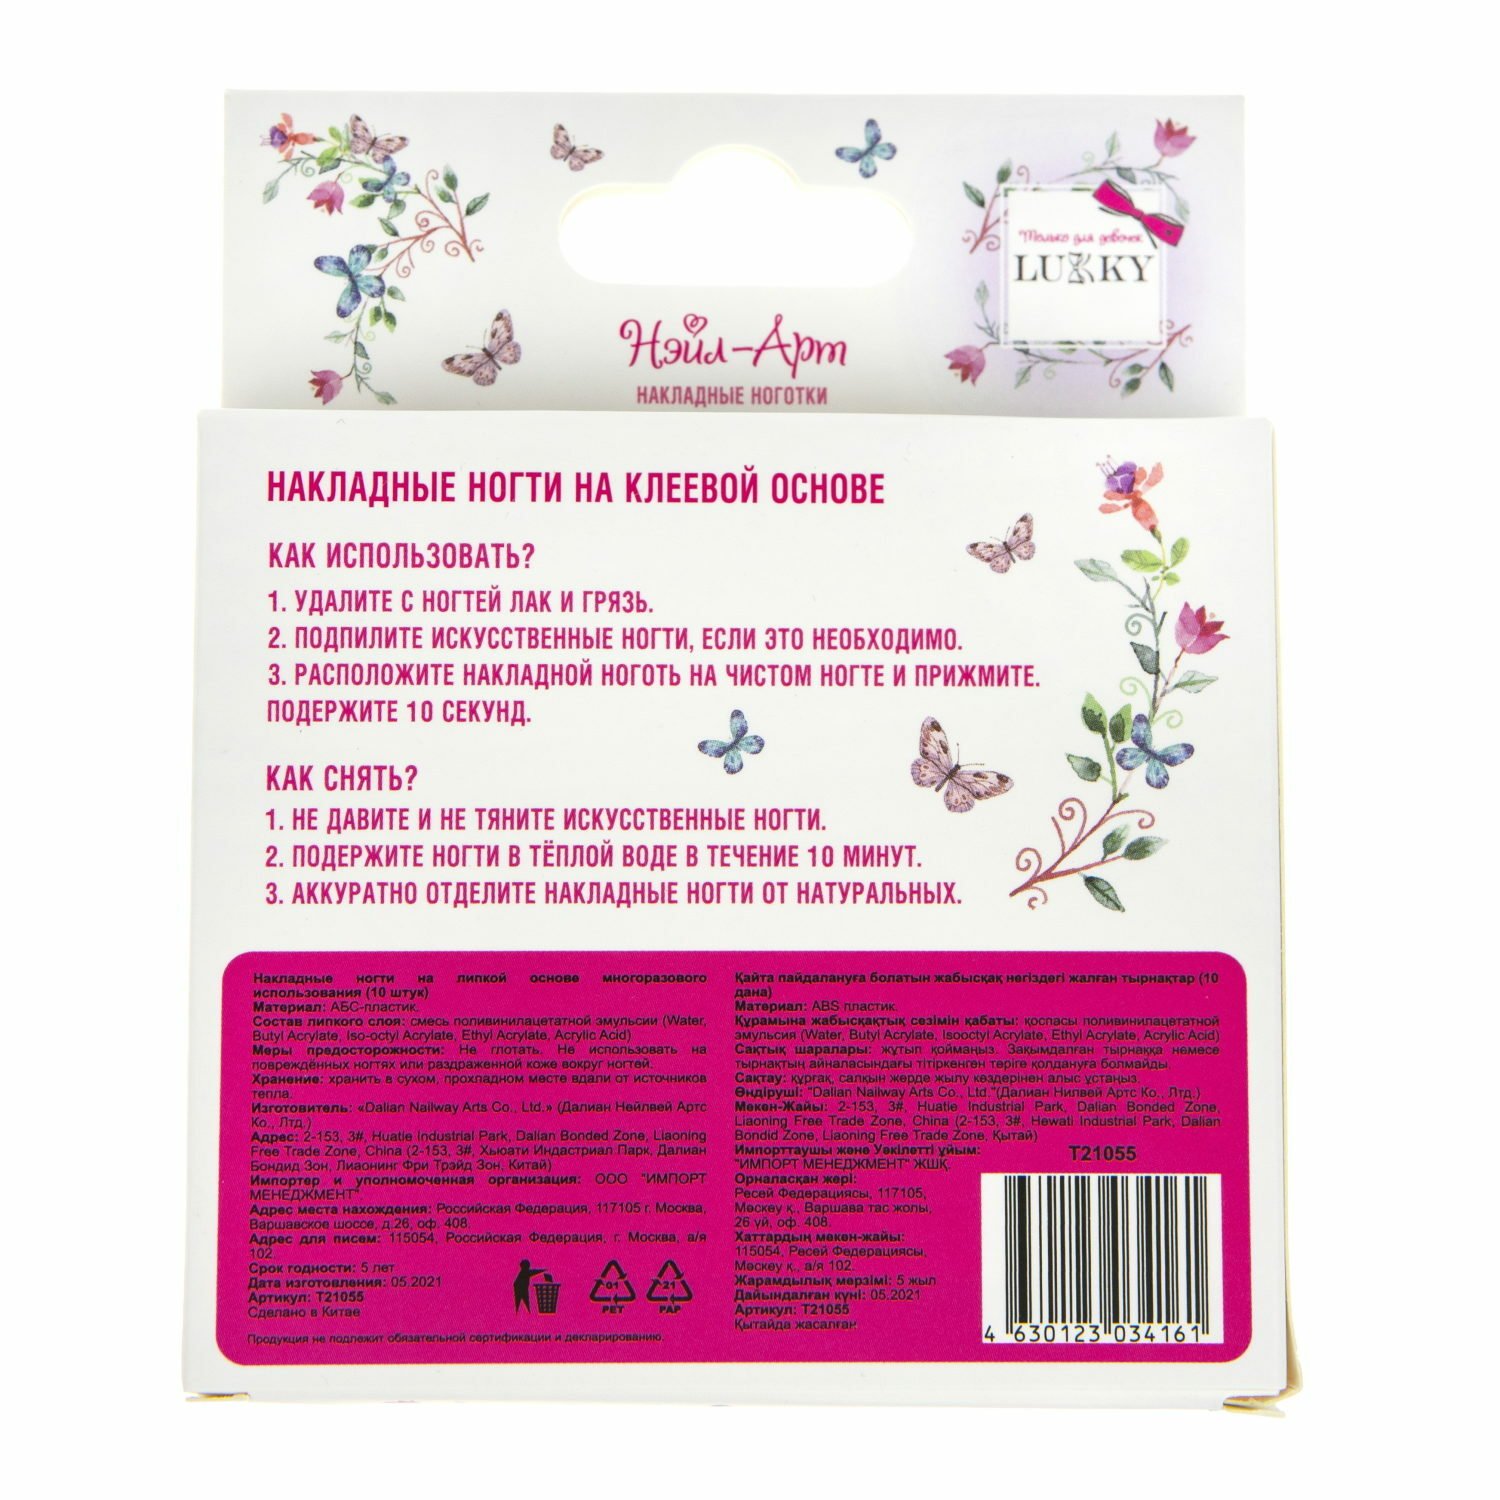 Только для девочек
LUKKY
Нэйл-Арт
НАКЛАДНЫЕ НОГОТКИ
НАКЛАДНЫЕ НОГТИ НА КЛЕЕВОЙ ОСНОВЕ
КАК ИСПОЛЬЗОВАТЬ?
1. УДАЛИТЕ С НОГТЕЙ ЛАК И ГРЯЗЬ.
2. ПОДПИЛИТЕ ИСКУССТВЕННЫЕ НОГТИ, ЕСЛИ ЭТО НЕОБХОДИМО.
3. РАСПОЛОЖИТЕ НАКЛАДНОЙ НОГОТЬ НА ЧИСТОМ НОГТЕ И ПРИЖМИТЕ.
ПОДЕРЖИТЕ 10 СЕКУНД.
КАК СНЯТЬ?
1. НЕ ДАВИТЕ И НЕ ТЯНИТЕ ИСКУССТВЕННЫЕ НОГТИ.
2. ПОДЕРЖИТЕ НОГТИ В ТЁПЛОЙ ВОДЕ В ТЕЧЕНИЕ 10 МИНУТ.
3. АККУРАТНО ОТДЕЛИТЕ НАКЛАДНЫЕ НОГТИ ОТ НАТУРАЛЬНЫХ.
Накладные ногти на липкой основе многоразового
использования (10 штук)
Материал: АБС-пластик.
Состав липкого слоя: смесь поливинилацетатной эмульсии (Water,
Butyl Acrylate, Iso-octyl Acrylate, Ethyl Acrylate, Acrylic Acid)
Меры предосторожности: Не глотать. Не использовать на
повреждённых ногтях или раздраженной коже вокруг ногтей.
Хранение: хранить в сухом, прохладном месте вдали от источников
тепла.
Изготовитель: «Dalian Nailway Arts Co., Ltd.» (Далиан Нейлвей Артс
Ко., Лтд.)
Адрес: 2-153, 3#, Huatie Industrial Park, Dalian Bonded Zone, Liaoning
Free Trade Zone, China (2-153, 3#, Хьюати Индастриал Парк, Далиан
Бондид Зон, Лиаонинг Фри Трэйд Зон, Китай)
Импортер и уполномоченная организация: ООО "ИМПОРТ
МЕНЕДЖМЕНТ"
Адрес места нахождения: Российская Федерация, 117105 г. Москва,
Варшавское шоссе, д.26, оф. 408.
Адрес для писем: 115054, Российская Федерация, г. Москва, а/я
102.
Срок годности: 5 лет
Дата изготовления: 05.2021
Артикул: Т21055
Сделано в Китае
01
PET
21
PAP
Продукция не подлежит обязательной сертификации и декларированию.
Қайта пайдалануға болатын жабысқақ негіздегі жалған тырнақтар (10
дана)
Материал: ABS пластик.
Құрамына жабысқақтық сезімін қабаты: қоспасы поливинилацетатной
эмульсия (Water, Butyl Acrylate, Isooctyl Acrylate, Ethyl Acrylate, Acrylic Acid)
Сақтық шаралары: жұтып қоймаңыз. Зақымдалған тырнаққа немесе
тырнақтың айналасындағы тітіркенген теріге қолдануға болмайды.
Сақтау: құрғақ, салқын жерде жылу көздерінен алыс ұстаңыз.
Өндіруші: "Dalian Nailway Arts Co., Ltd."(Далиан Нилвей Артс Ко., Лтд.)
Мекен-Жайы: 2-153, 3#, Huatie Industrial Park, Dalian Bonded Zone,
Liaoning Free Trade Zone, China (2-153, 3#, Hewati Industrial Park, Dalian
Bondid Zone, Liaoning Free Trade Zone, Қытай)
Импорттаушы және Уәкілетті ұйым:
"ИМПОРТ МЕНЕДЖМЕНТ" ЖШҚ.
Орналасқан жері:
Ресей Федерациясы, 117105,
Мәскеу қ., Варшава тас жолы,
26 үй, оф. 408.
Хаттардың мекен-жайы:
115054, Ресей Федерациясы,
Мәскеу қ., а/я 102.
Жарамдылық мерзімі: 5 жыл
Дайындалған күні: 05.2021
Артикул: Т21055
Қытайда жасалған
Т21055
4 630123 034161